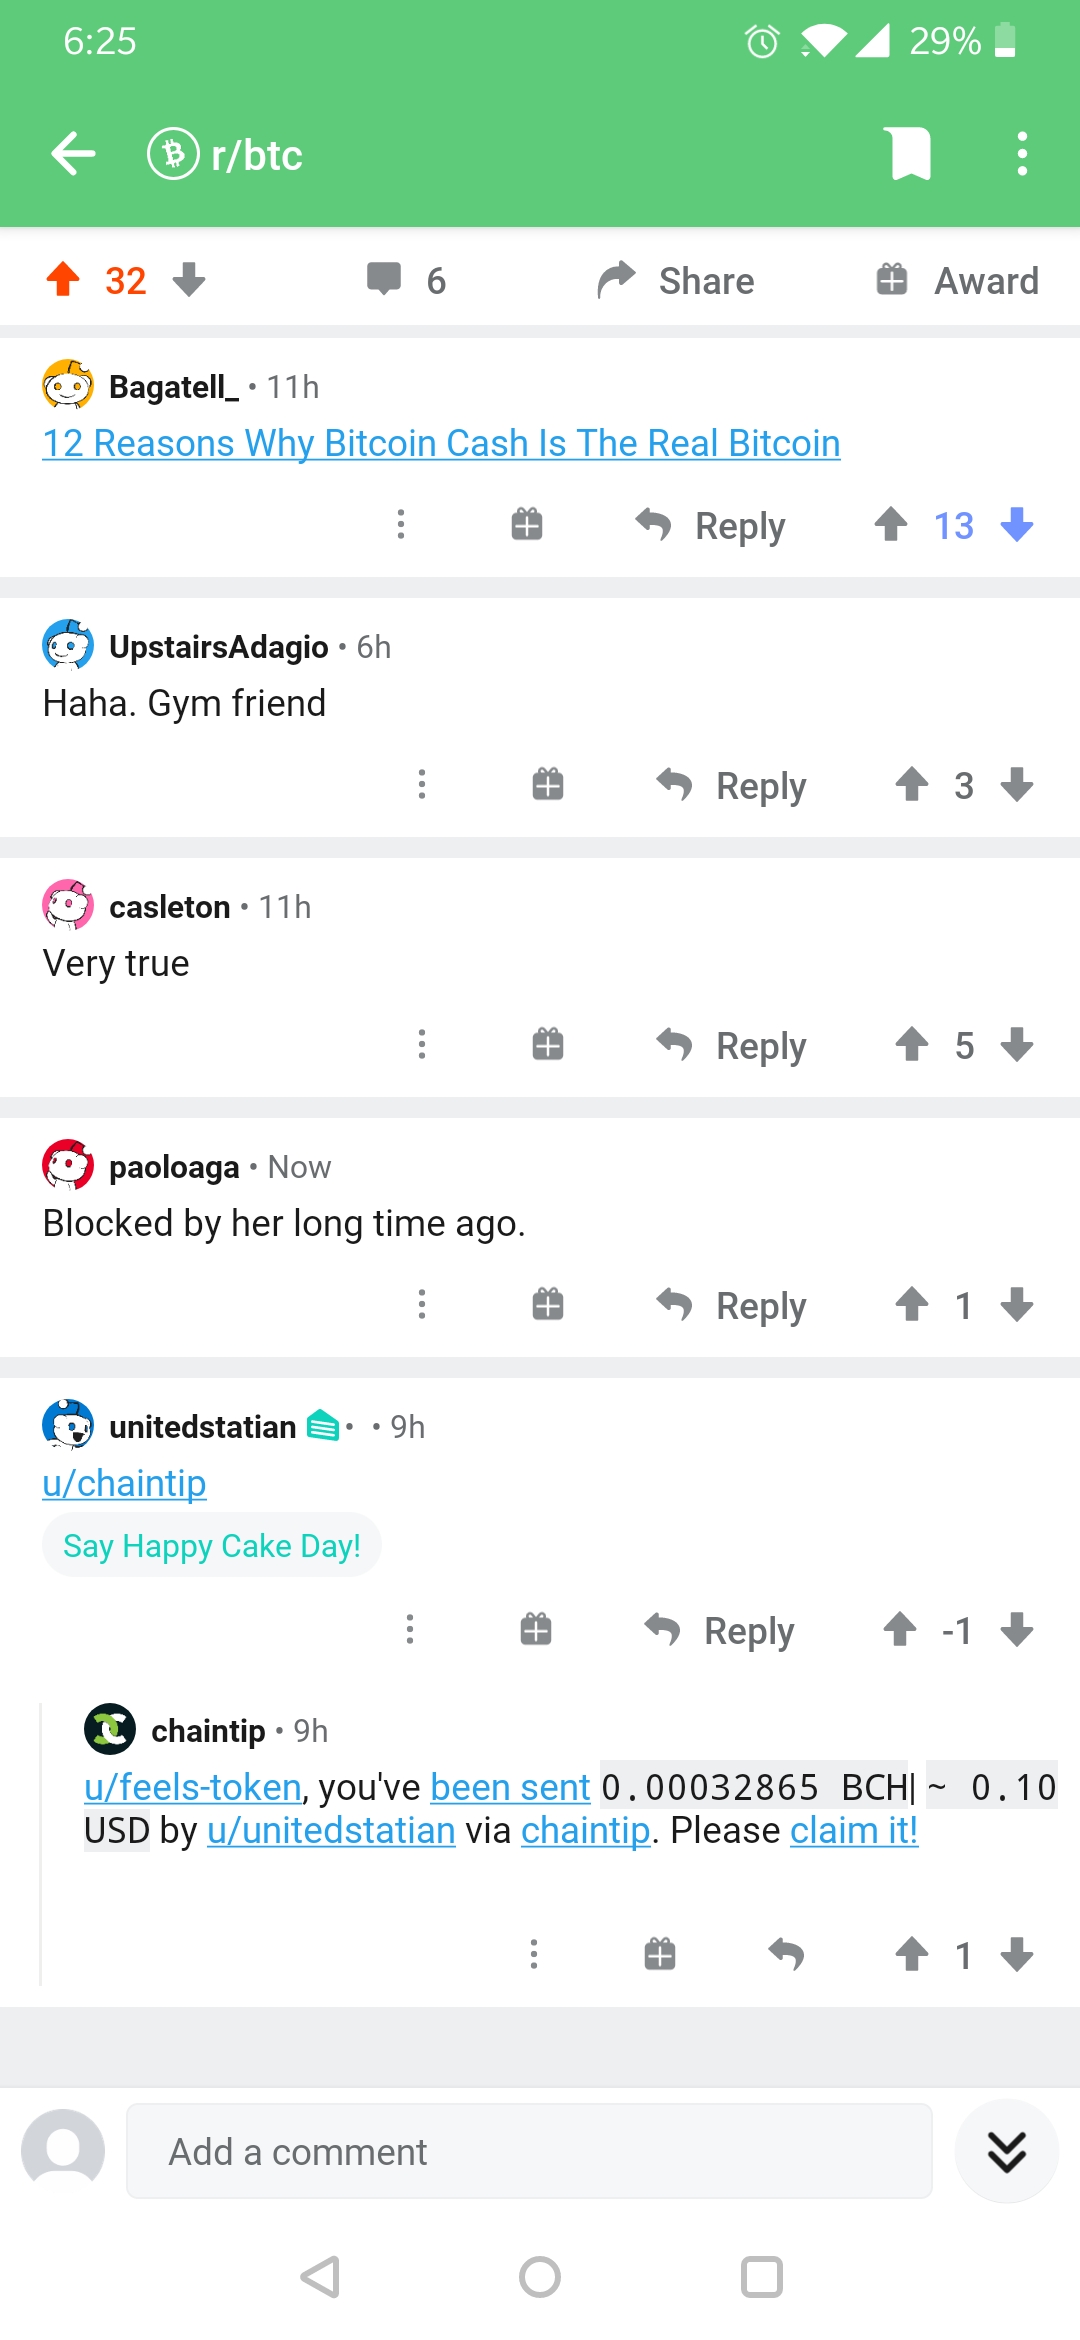 6:25
29%
r/btc
32
6
Share
Award
Bagatell_ • 11h
12 Reasons Why Bitcoin Cash Is The Real Bitcoin
Reply
13
UpstairsAdagio • 6h
Haha. Gym friend
Reply
3
casleton • 11h
Very true
Reply
5
paoloaga • Now
Blocked by her long time ago.
Reply
1
unitedstatian • • 9h
u/chaintip
Say Happy Cake Day!
Reply
-1
chaintip • 9h
u/feels-token, you've been sent 0.00032865 BCH| ~ 0.10
USD by u/unitedstatian via chaintip. Please claim it!
1
Add a comment